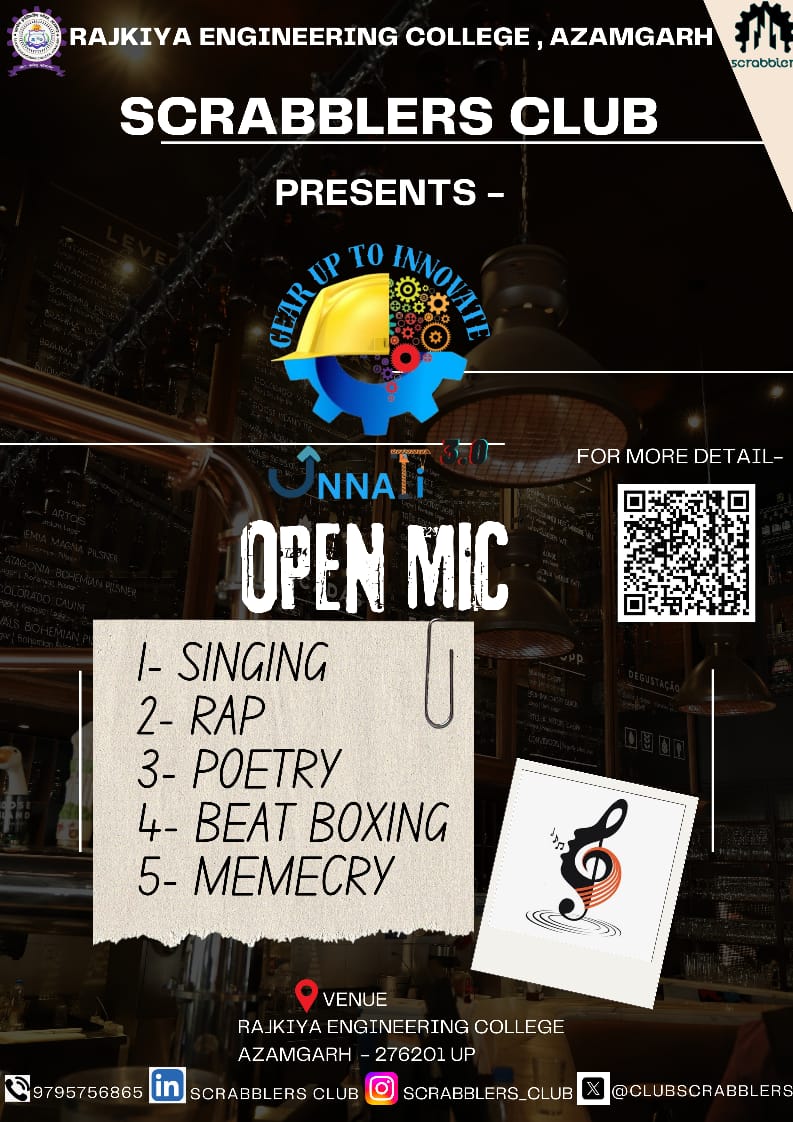 RAJKIYA ENGINEERING COLLEGE , AZAMGARH
scrabbler
SCRABBLERS CLUB
PRESENTS -
GEAR UP TO INNOVATE
UNNATi 3.0
FOR MORE DETAIL-
OPEN MIC
1- SINGING
2- RAP
3- POETRY
4- BEAT BOXING
5- MEMECRY
DEGUSTAÇÃO
VENUE
RAJKIYA ENGINEERING COLLEGE
AZAMGARH - 276201 UP
9795756865 in SCRABBLERS CLUB SCRABBLERS_CLUB X @CLUBSCRABBLERS